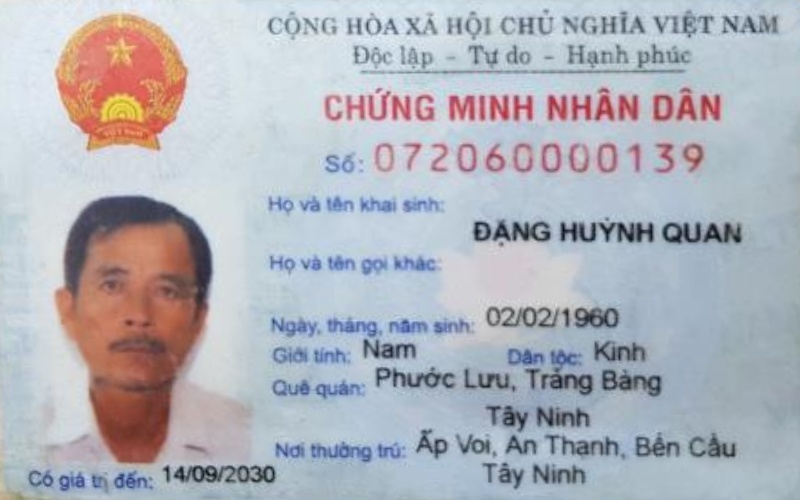 CỘNG HÒA XÃ HỘI CHỦ NGHĨA VIỆT NAM
Độc lập - Tự do - Hạnh phúc
CHỨNG MINH NHÂN DÂN
Số: 072060000139
Họ và tên khai sinh:
ĐẶNG HUỲNH QUAN
Họ và tên gọi khác:
Ngày, tháng, năm sinh: 02/02/1960
Giới tính: Nam Dân tộc: Kinh
Quê quán: Phước Lưu, Trảng Bàng
Tây Ninh
Nơi thường trú: Ấp Voi, An Thạnh, Bến Cầu
Tây Ninh
Có giá trị đến: 14/09/2030
VIỆT NAM